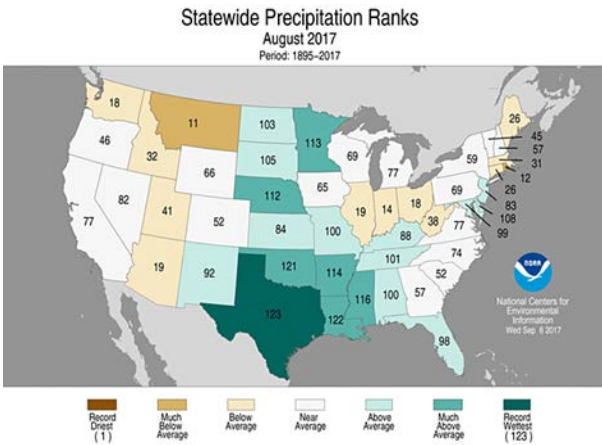 Statewide Precipitation Ranks
August 2017
Period: 1895–2017
18
11
103
113
26
46
32
105
69
45
57
66
77
59
31
12
112
65
69
26
82
19
14
18
83
77
41
52
84
100
38
108
88
77
99
101
74
19
92
121
114
52
116
100
57
123
122
98
NOAA
National Centers for
Environmental
Information
Wed Sep 6 2017
Record
Driest
(1)
Much
Below
Average
Below
Average
Near
Average
Above
Average
Much
Above
Average
Record
Wettest
(123)